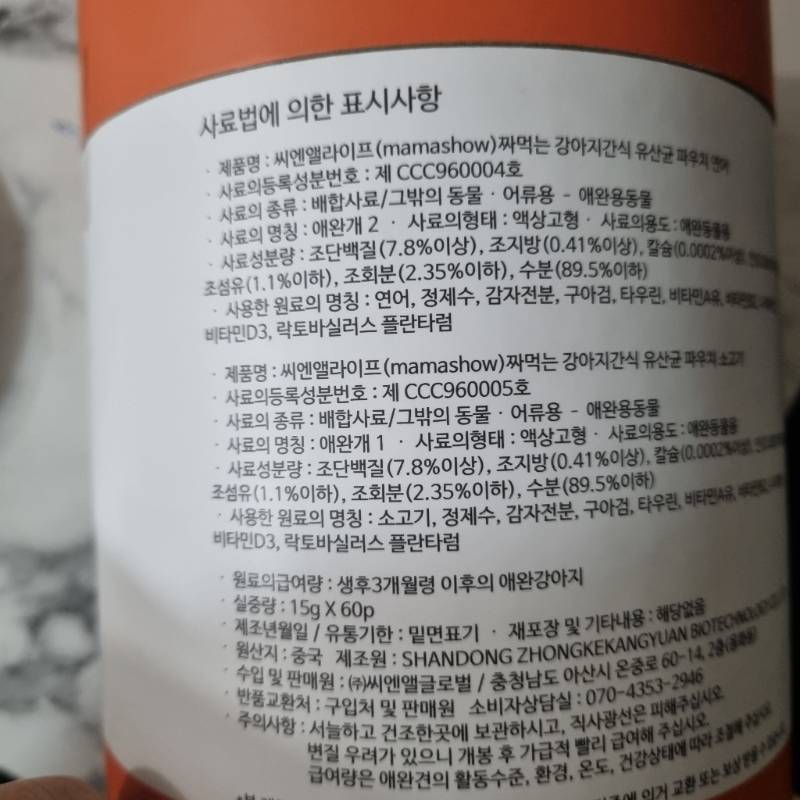 사료법에 의한 표시사항
· 제품명 : 씨엔앨라이프(mamashow)짜먹는 강아지간식 유산균 파우치 연어
· 사료의등록성분번호 : 제 CCC960004호
· 사료의 종류 : 배합사료/그밖의 동물 · 어류용 - 애완용동물
· 사료의 명칭 : 애완개 2 · 사료의형태 : 액상고형 · 사료의용도 : 애완동물용
· 사료성분량 : 조단백질(7.8%이상), 조지방(0.41%이상), 칼슘(0.0002%이상),
조섬유(1.1%이하), 조회분(2.35%이하), 수분(89.5%이하)
· 사용한 원료의 명칭 : 연어, 정제수, 감자전분, 구아검, 타우린, 비타민A유,
비타민D3, 락토바실러스 플란타럼
· 제품명 : 씨엔앨라이프(mamashow)짜먹는 강아지간식 유산균 파우치 소고기
· 사료의등록성분번호 : 제 CCC960005호
· 사료의 종류 : 배합사료/그밖의 동물 · 어류용 - 애완용동물
· 사료의 명칭 : 애완개 1 · 사료의형태 : 액상고형 · 사료의용도 : 애완동물용
· 사료성분량 : 조단백질(7.8%이상), 조지방(0.41%이상), 칼슘(0.0002%이상),
조섬유(1.1%이하), 조회분(2.35%이하), 수분(89.5%이하)
· 사용한 원료의 명칭 : 소고기, 정제수, 감자전분, 구아검, 타우린, 비타민A유,
비타민D3, 락토바실러스 플란타럼
· 원료의급여량 : 생후3개월령 이후의 애완강아지
· 실중량 : 15g X 60p
· 제조년월일 / 유통기한 : 밑면표기 · 재포장 및 기타내용 : 해당없음
· 원산지 : 중국 제조원 : SHANDONG ZHONGKEKANGYUAN BIOTECHNOLOGY
· 수입 및 판매원 : ㈜씨엔앨글로벌 / 충청남도 아산시 온중로 60-14, 2층(용화동)
· 반품교환처 : 구입처 및 판매원 소비자상담실 : 070-4353-2946
· 주의사항 : 서늘하고 건조한곳에 보관하시고, 직사광선은 피해주십시오.
변질 우려가 있으니 개봉 후 가급적 빨리 급여해 주십시오.
급여량은 애완견의 활동수준, 환경, 온도, 건강상태에 따라 조절해 주십시오.
의거 교환 또는 보상 받을 수